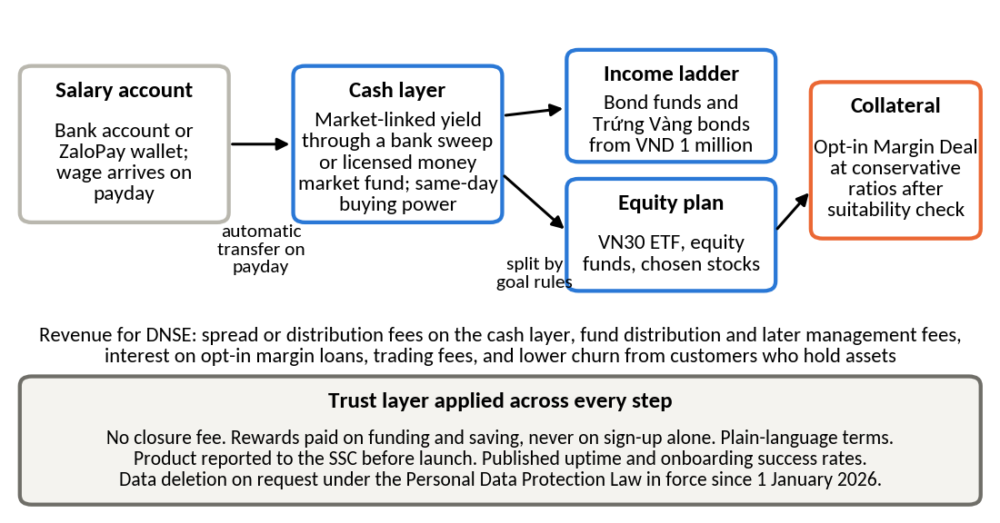 Salary account
Bank account or
ZaloPay wallet;
wage arrives on
payday
automatic
transfer on
payday
Cash layer
Market-linked yield
through a bank sweep
or licensed money
market fund; same-day
buying power
split by
goal rules
Income ladder
Bond funds and
Trứng Vàng bonds
from VND 1 million
Equity plan
VN30 ETF, equity
funds, chosen stocks
Collateral
Opt-in Margin Deal
at conservative
ratios after
suitability check
Revenue for DNSE: spread or distribution fees on the cash layer, fund distribution and later management fees,
interest on opt-in margin loans, trading fees, and lower churn from customers who hold assets
Trust layer applied across every step
No closure fee. Rewards paid on funding and saving, never on sign-up alone. Plain-language terms.
Product reported to the SSC before launch. Published uptime and onboarding success rates.
Data deletion on request under the Personal Data Protection Law in force since 1 January 2026.